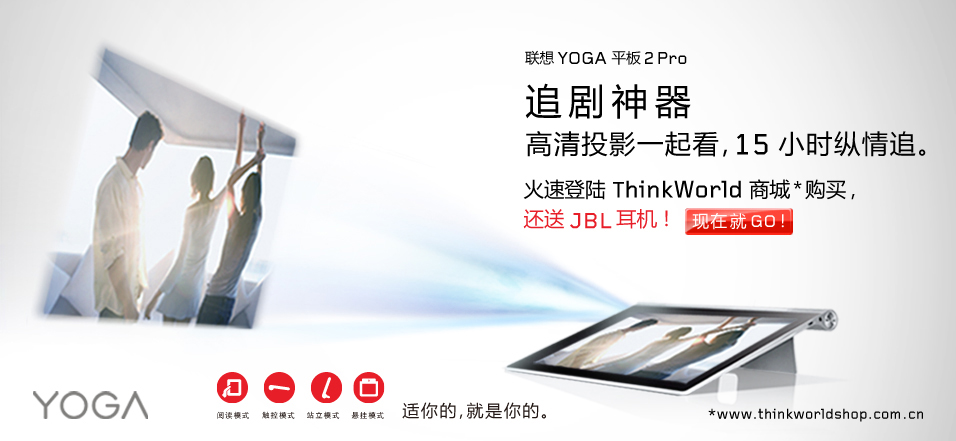 联想 YOGA 平板 2 Pro
追剧神器
高清投影一起看, 15 小时纵情追。
火速登陆 ThinkWorld 商城*购买,
还送 JBL 耳机! 现在就 GO!
YOGA
阅读模式 触控模式 站立模式 悬挂模式
适你的, 就是你的。
*www.thinkworldshop.com.cn